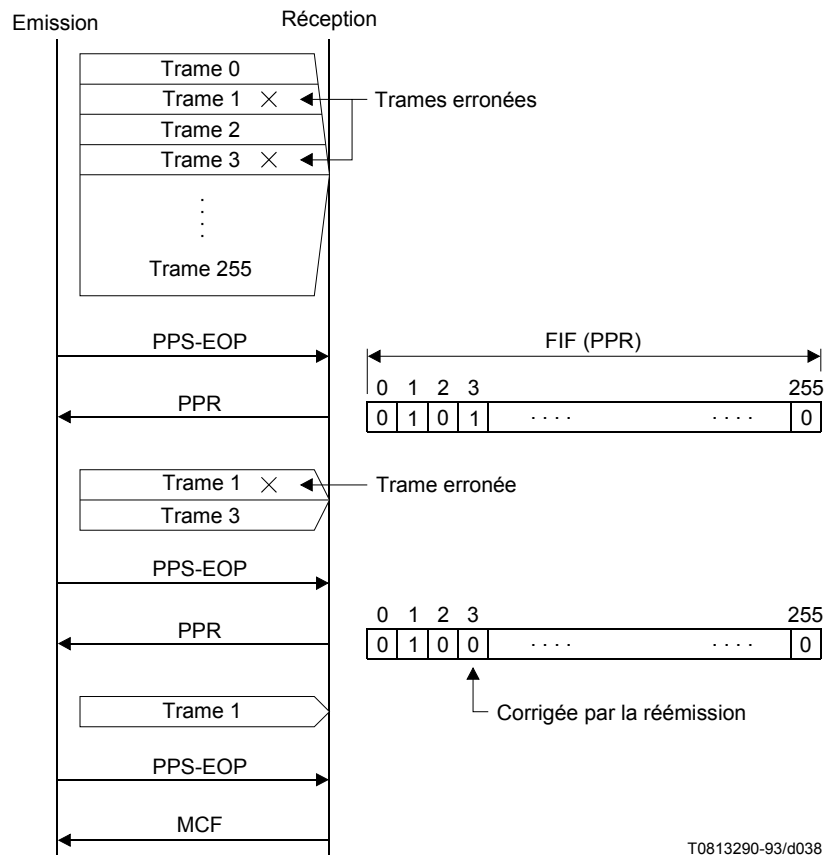 Emission Réception
Trame 0
Trame 1
Trames erronées
Trame 2
Trame 3
. . . .
Trame 255
PPS-EOP
FIF (PPR)
0 1 2 3 255
PPR
0 1 0 1 . . . . . . . . 0
Trame 1
Trame erronée
Trame 3
PPS-EOP
0 1 2 3 255
PPR
0 1 0 0 . . . . . . . . 0
Trame 1
Corrigée par la réémission
PPS-EOP
MCF
T0813290-93/d038